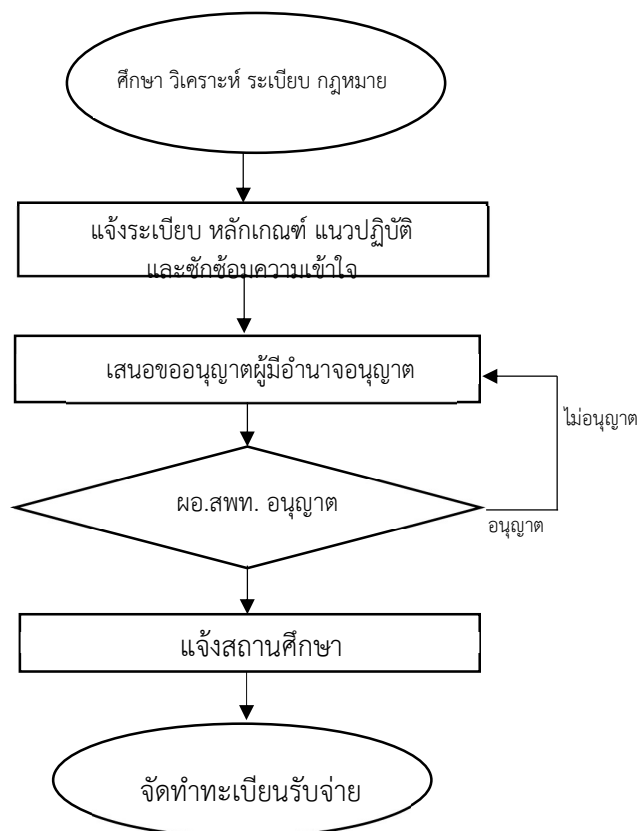 ศึกษา วิเคราะห์ ระเบียบ กฎหมาย
แจ้งระเบียบ หลักเกณฑ์ แนวปฏิบัติ
และซักซ้อมความเข้าใจ
เสนอขออนุญาตผู้มีอำนาจอนุญาต
ไม่อนุญาต
ผอ.สพท. อนุญาต
อนุญาต
แจ้งสถานศึกษา
จัดทำทะเบียนรับจ่าย